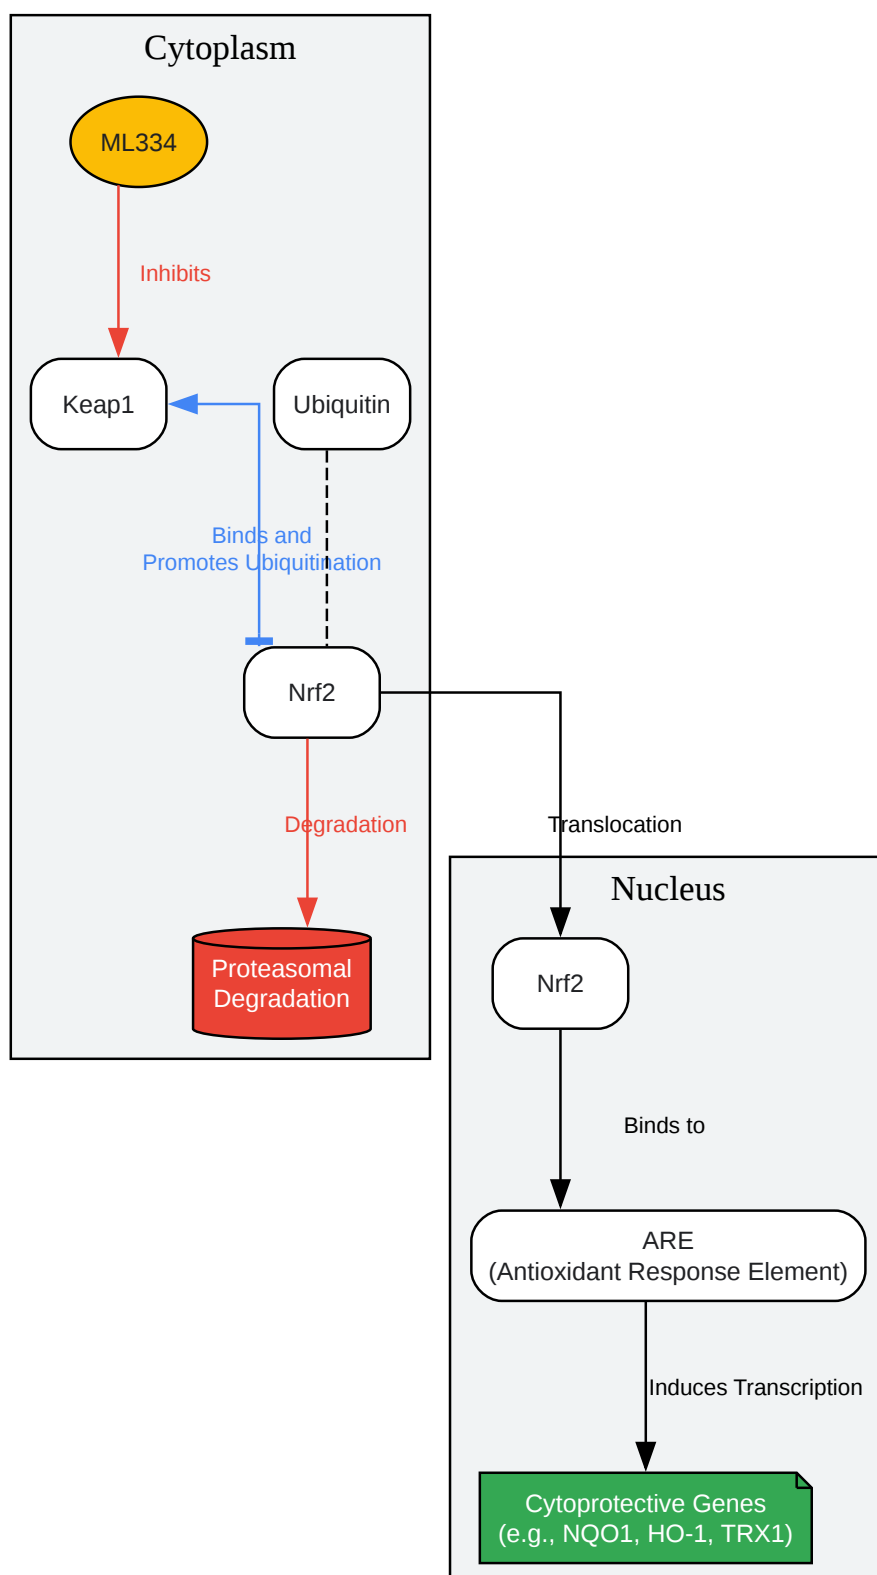 Cytoplasm
ML334
Inhibits
Keap1
Ubiquitin
Binds and
Promotes Ubiquitination
Nrf2
Degradation
Translocation
Nucleus
Proteasomal
Degradation
Nrf2
Binds to
ARE
(Antioxidant Response Element)
Induces Transcription
Cytoprotective Genes
(e.g., NQO1, HO-1, TRX1)